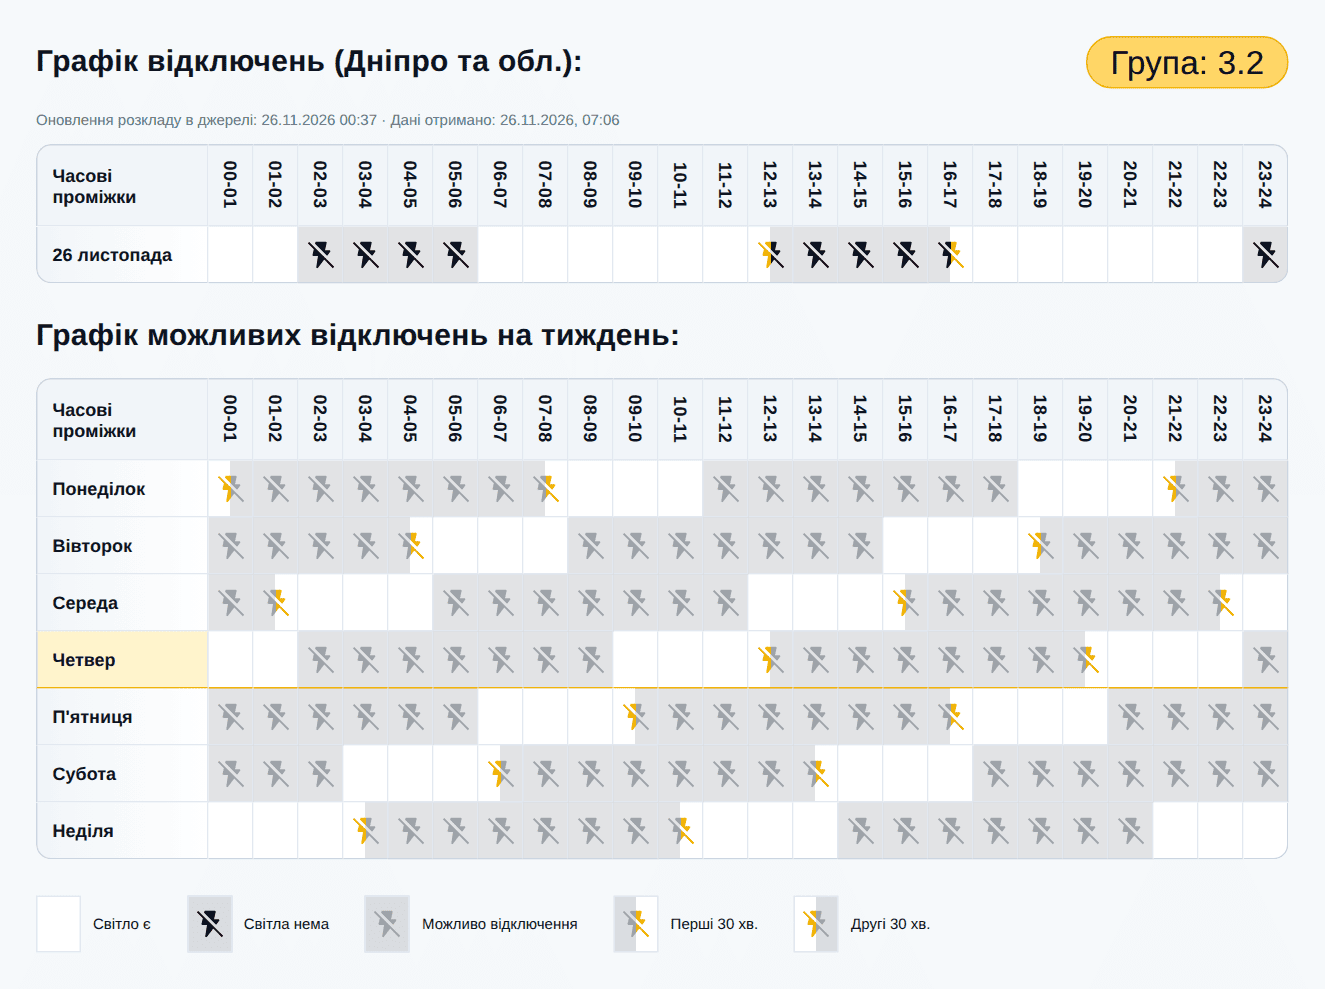 Графік відключень (Дніпро та обл.):
Група: 3.2
Оновлення розкладу в джерелі: 26.11.2026 00:37 · Дані отримано: 26.11.2026, 07:06
Часові
проміжки
00-01 01-02 02-03 03-04 04-05 05-06 06-07 07-08 08-09 09-10 10-11 11-12 12-13 13-14 14-15 15-16 16-17 17-18 18-19 19-20 20-21 21-22 22-23 23-24
26 листопада
Графік можливих відключень на тиждень:
Часові
проміжки
00-01 01-02 02-03 03-04 04-05 05-06 06-07 07-08 08-09 09-10 10-11 11-12 12-13 13-14 14-15 15-16 16-17 17-18 18-19 19-20 20-21 21-22 22-23 23-24
Понеділок
Вівторок
Середа
Четвер
П'ятниця
Субота
Неділя
Світло є
Світла нема
Можливо відключення
Перші 30 хв.
Другі 30 хв.